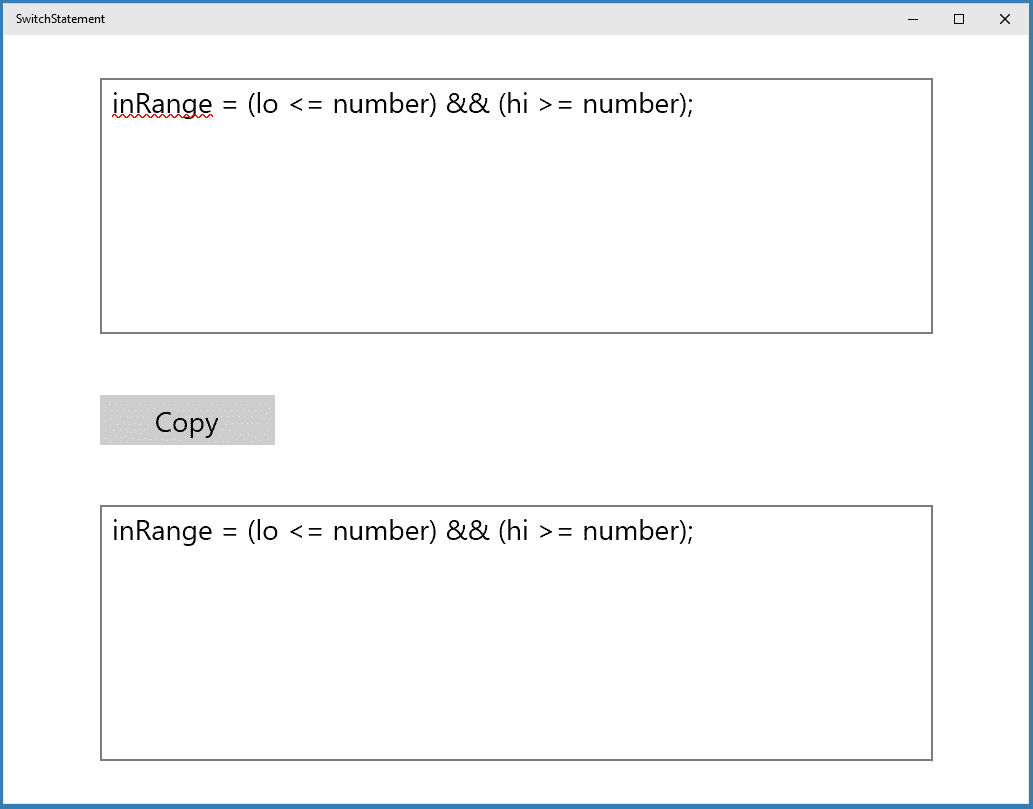 SwitchStatement
inRange = (lo <= number) && (hi >= number);
Copy
inRange = (lo <= number) && (hi >= number);